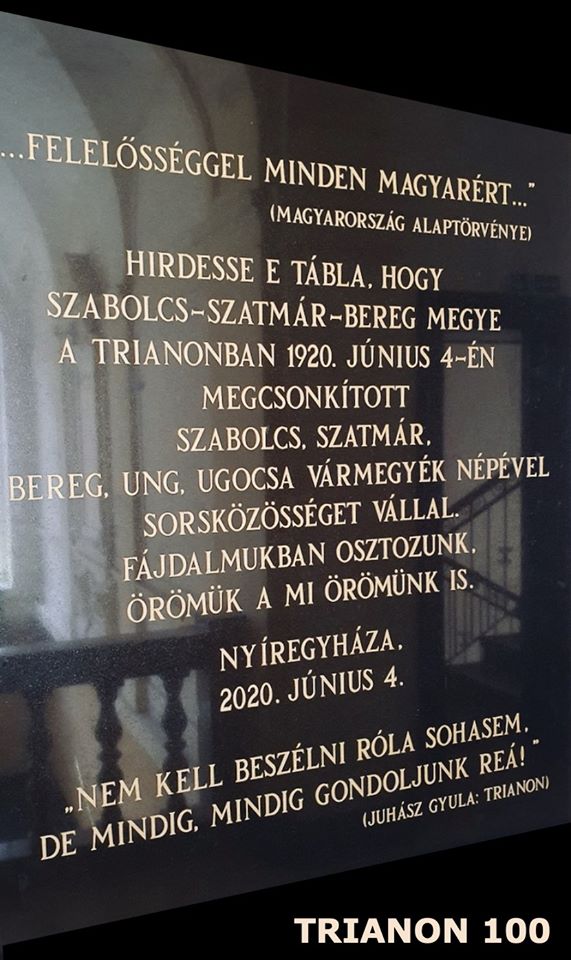 ...FELELŐSSÉGGEL MINDEN MAGYARÉRT..."
(MAGYARORSZÁG ALAPTÖRVÉNYE)
HIRDESSE E TÁBLA, HOGY
SZABOLCS-SZATMÁR-BEREG MEGYE
A TRIANONBAN 1920. JÚNIUS 4-ÉN
MEGCSONKÍTOTT
SZABOLCS, SZATMÁR,
BEREG, UNG, UGOCSA VÁRMEGYÉK NÉPÉVEL
SORSKÖZÖSSÉGET VÁLLAL.
FÁJDALMUKBAN OSZTOZUNK,
ÖRÖMÜK A MI ÖRÖMÜNK IS.
NYÍREGYHÁZA,
2020. JÚNIUS 4.
„NEM KELL BESZÉLNI RÓLA SOHASEM,
DE MINDIG, MINDIG GONDOLJUNK REÁ!"
(JUHÁSZ GYULA: TRIANON)
TRIANON 100